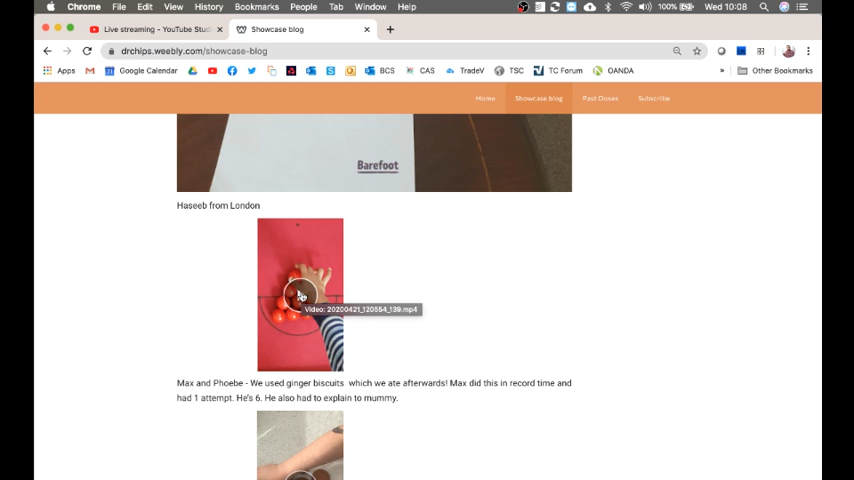 Chrome File Edit View History Bookmarks People Tab Window Help 100% Wed 10:08
Live streaming - YouTube Stud × Showcase blog × +
drchips.weebly.com/showcase-blog
Apps Google Calendar BCS CAS TradeV TSC TC Forum OANDA » Other Bookmarks
Home Showcase blog Past Doses Subscribe
Barefoot
Haseeb from London
Video: 20200421_120554_139.mp4
Max and Phoebe - We used ginger biscuits which we ate afterwards! Max did this in record time and
had 1 attempt. He's 6. He also had to explain to mummy.